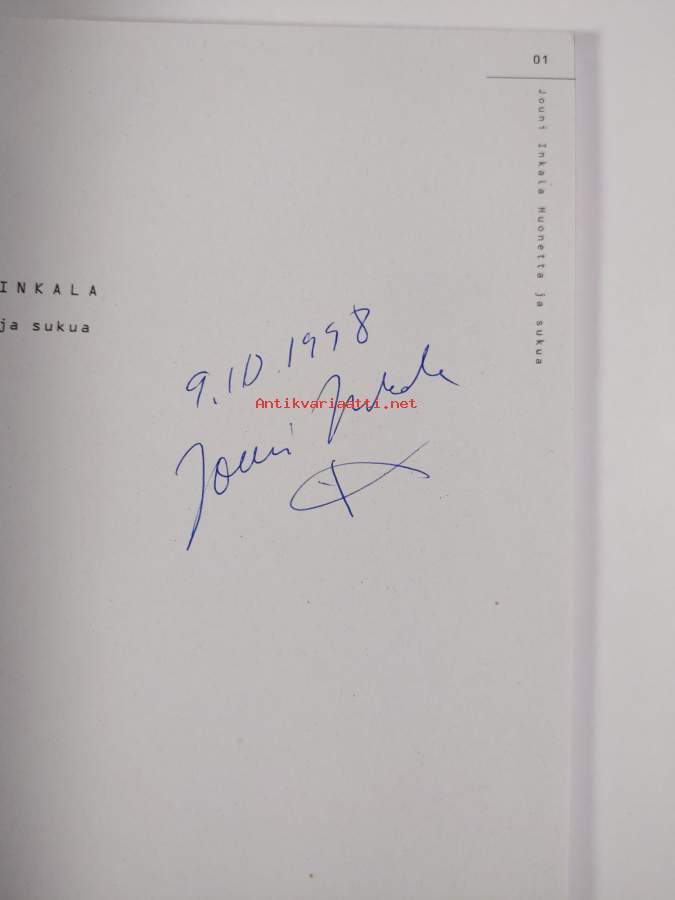 01
Jouni Inkala Huonetta ja sukua
INKALA
ja sukua
9.10.1998
Antikvariaatti.net
Jouni Inkala